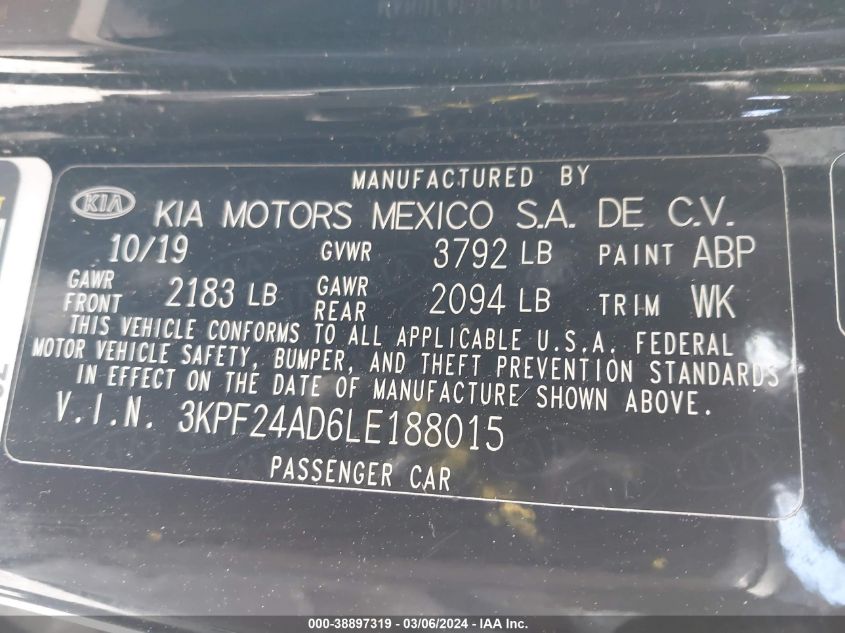 MANUFACTURED BY
KIA KIA MOTORS MEXICO S.A. DE C.V.
10/19 GVWR 3792 LB PAINT ABP
GAWR FRONT 2183 LB GAWR REAR 2094 LB TRIM WK
THIS VEHICLE CONFORMS TO ALL APPLICABLE U.S.A. FEDERAL
MOTOR VEHICLE SAFETY, BUMPER, AND THEFT PREVENTION STANDARDS
IN EFFECT ON THE DATE OF MANUFACTURE SHOWN ABOVE.
V.I.N. 3KPF24AD6LE188015
PASSENGER CAR
000-38897319 - 03/06/2024 - IAA Inc.